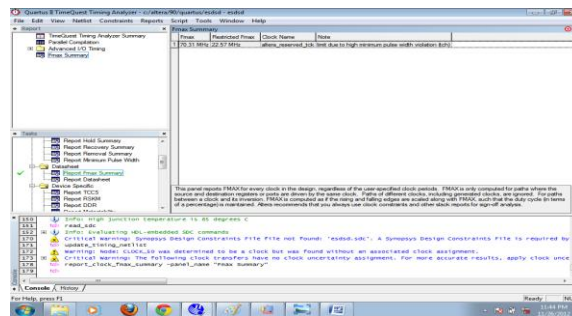 Quartus II TimeQuest Timing Analyzer - c:/altera/90/quartus/esdsd - esdsd
File Edit View Netlist Constraints Reports Script Tools Window Help
Report
TimeQuest Timing Analyzer Summary
Parallel Compilation
Advanced I/O Timing
Fmax Summary
Fmax Summary
Fmax Restricted Fmax Clock Name Note
1 70.31 MHz 22.57 MHz altera_reserved_tck limit due to high minimum pulse width violation (tch)
Tasks
Report Hold Summary
Report Recovery Summary
Report Removal Summary
Report Minimum Pulse Width
Datasheet
Report Fmax Summary
Report Datasheet
Device Specific
Report TCCS
Report RSKM
Report DDR
Report Metastability
This panel reports FMAX for every clock in the design, regardless of the user-specified clock periods. FMAX is only computed for paths where the
source and destination registers or ports are driven by the same clock. Paths of different clocks, including generated clocks, are ignored. For paths
between a clock and its inversion, FMAX is computed as if the rising and falling edges are scaled along with FMAX, such that the duty cycle (in terms
of a percentage) is maintained. Altera recommends that you always use clock constraints and other slack reports for sign-off analysis.
150 Info: High junction temperature is 85 degrees C
151 read_sdc
152 Info: Evaluating HDL-embedded SDC commands
Critical Warning: Synopsys Design Constraints File file not found: 'esdsd.sdc'. A Synopsys Design Constraints File is required by
171 update_timing_netlist
Warning: Node: CLOCK_50 was determined to be a clock but was found without an associated clock assignment.
Critical Warning: The following clock transfers have no clock uncertainty assignment. For more accurate results, apply clock unce
report_clock_fmax_summary -panel_name "Fmax Summary"
179
Console History
For Help, press F1
Ready
11:44 PM